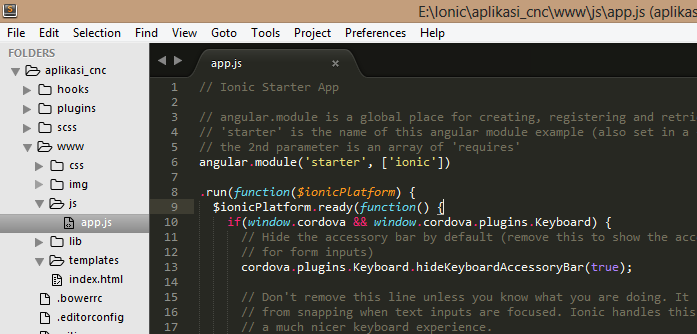 E:\Ionic\aplikasi_cnc\www\js\app.js (aplikas
File Edit Selection Find View Goto Tools Project Preferences Help
FOLDERS
aplikasi_cnc
hooks
plugins
scss
www
css
img
js
app.js
lib
templates
index.html
.bowerrc
.editorconfig
app.js ×
1 // Ionic Starter App
2
3 // angular.module is a global place for creating, registering and retri
4 // 'starter' is the name of this angular module example (also set in a
5 // the 2nd parameter is an array of 'requires'
6 angular.module('starter', ['ionic'])
7
8 .run(function($ionicPlatform) {
9 $ionicPlatform.ready(function() {
10 if(window.cordova && window.cordova.plugins.Keyboard) {
11 // Hide the accessory bar by default (remove this to show the acc
12 // for form inputs)
13 cordova.plugins.Keyboard.hideKeyboardAccessoryBar(true);
14
15 // Don't remove this line unless you know what you are doing. It
16 // from snapping when text inputs are focused. Ionic handles this
17 // a much nicer keyboard experience.